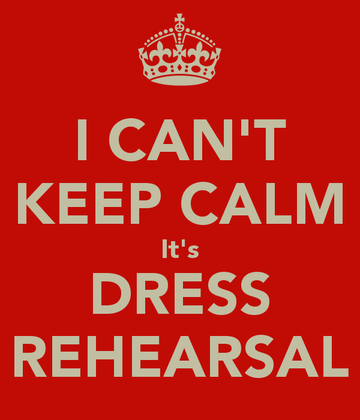 I CAN'T
KEEP CALM
It's
DRESS
REHEARSAL